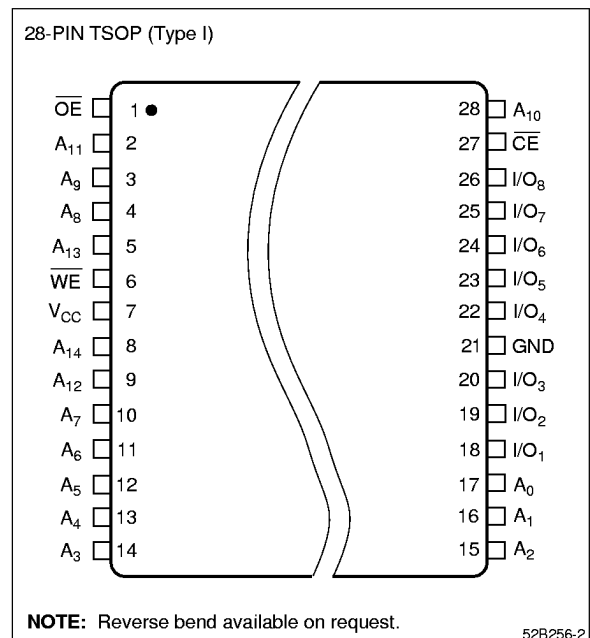 28-PIN TSOP (Type I)
OE 1 28 A10
A11 2 27 CE
A9 3 26 I/O8
A8 4 25 I/O7
A13 5 24 I/O6
WE 6 23 I/O5
VCC 7 22 I/O4
A14 8 21 GND
A12 9 20 I/O3
A7 10 19 I/O2
A6 11 18 I/O1
A5 12 17 A0
A4 13 16 A1
A3 14 15 A2
NOTE: Reverse bend available on request.
52B256-2